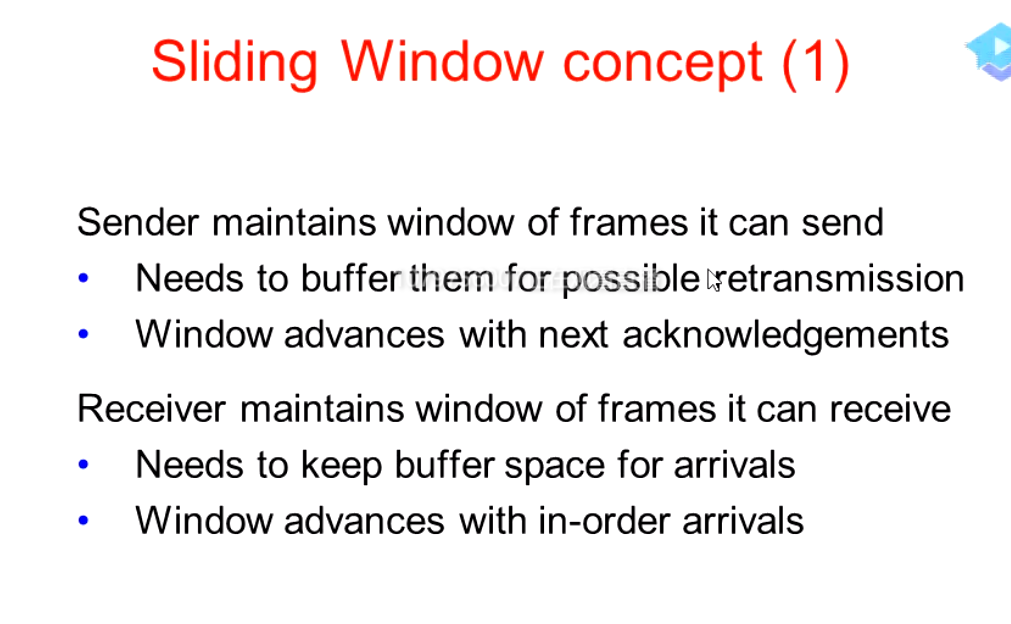 Sliding Window concept (1)
Sender maintains window of frames it can send
• Needs to buffer them for possible retransmission
• Window advances with next acknowledgements
Receiver maintains window of frames it can receive
• Needs to keep buffer space for arrivals
• Window advances with in-order arrivals